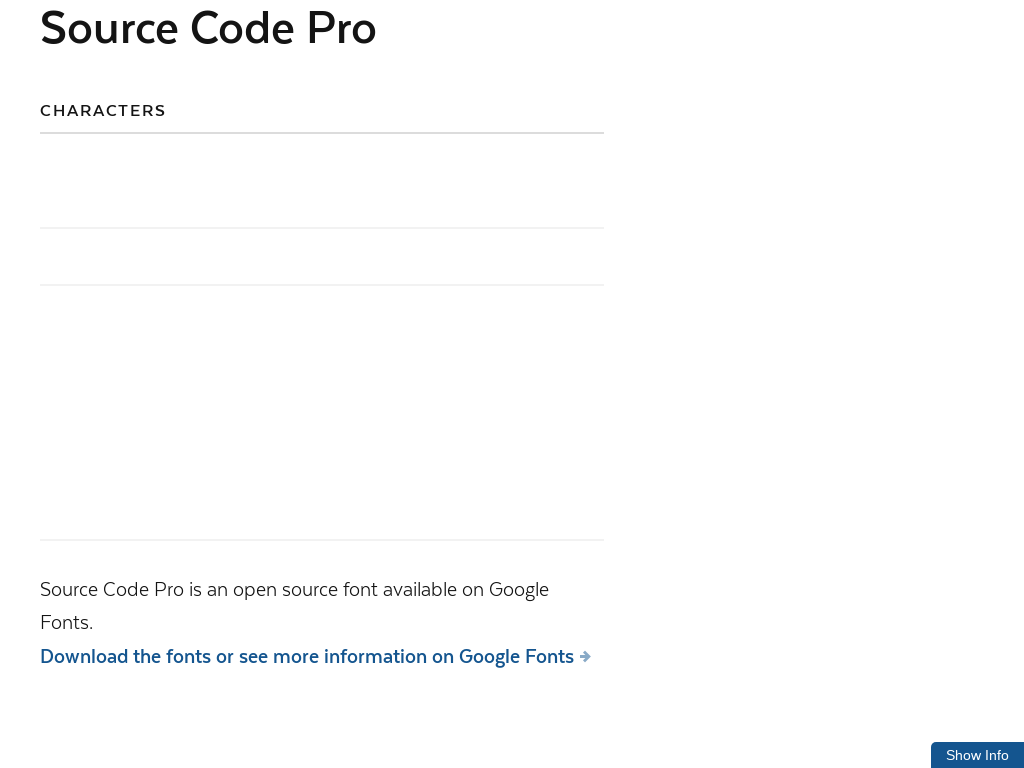 Source Code Pro
CHARACTERS
Source Code Pro is an open source font available on Google
Fonts.
Download the fonts or see more information on Google Fonts
Show Info